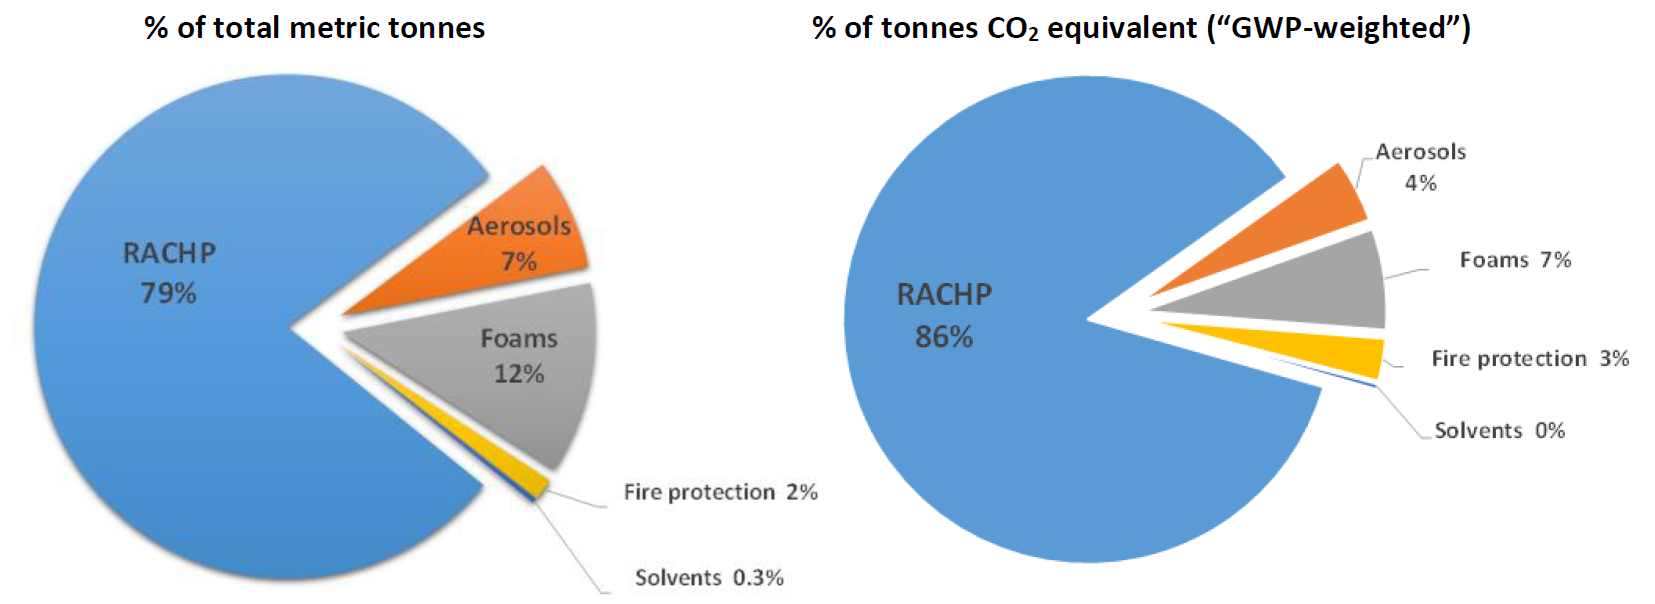 % of total metric tonnes
RACHP
79%
Aerosols
7%
Foams
12%
Fire protection 2%
Solvents 0.3%
% of tonnes CO₂ equivalent (“GWP-weighted”)
RACHP
86%
Aerosols
4%
Foams 7%
Fire protection 3%
Solvents 0%